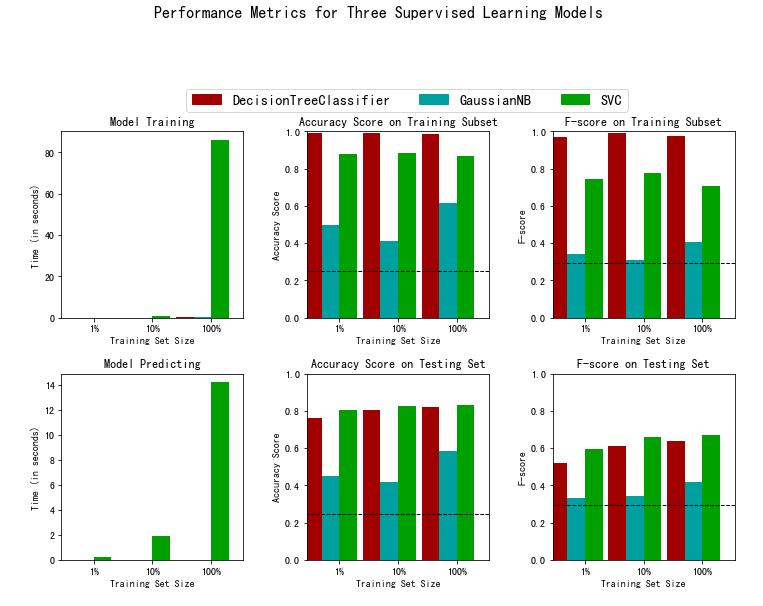 Performance Metrics for Three Supervised Learning Models
DecisionTreeClassifier GaussianNB SVC
Model Training
80
60
40
20
0
Time (in seconds)
1% 10% 100%
Training Set Size
Accuracy Score on Training Subset
1.0
0.8
0.6
0.4
0.2
0.0
Accuracy Score
1% 10% 100%
Training Set Size
F-score on Training Subset
1.0
0.8
0.6
0.4
0.2
0.0
F-score
1% 10% 100%
Training Set Size
Model Predicting
14
12
10
8
6
4
2
0
Time (in seconds)
1% 10% 100%
Training Set Size
Accuracy Score on Testing Set
1.0
0.8
0.6
0.4
0.2
0.0
Accuracy Score
1% 10% 100%
Training Set Size
F-score on Testing Set
1.0
0.8
0.6
0.4
0.2
0.0
F-score
1% 10% 100%
Training Set Size